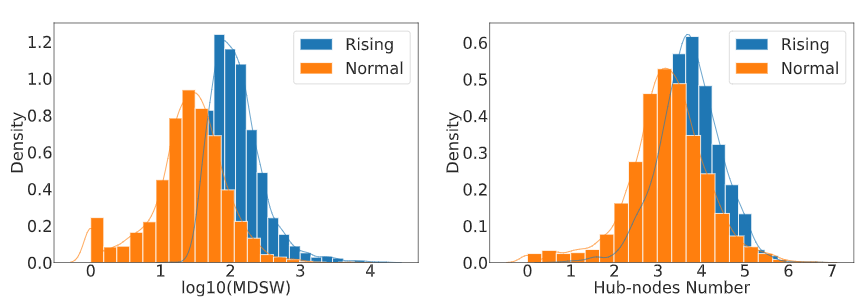 1.2
1.0
0.8
0.6
0.4
0.2
0.0
Density
0 1 2 3 4
log10(MDSW)
Rising
Normal
0.6
0.5
0.4
0.3
0.2
0.1
0.0
Density
0 1 2 3 4 5 6 7
Hub-nodes Number
Rising
Normal